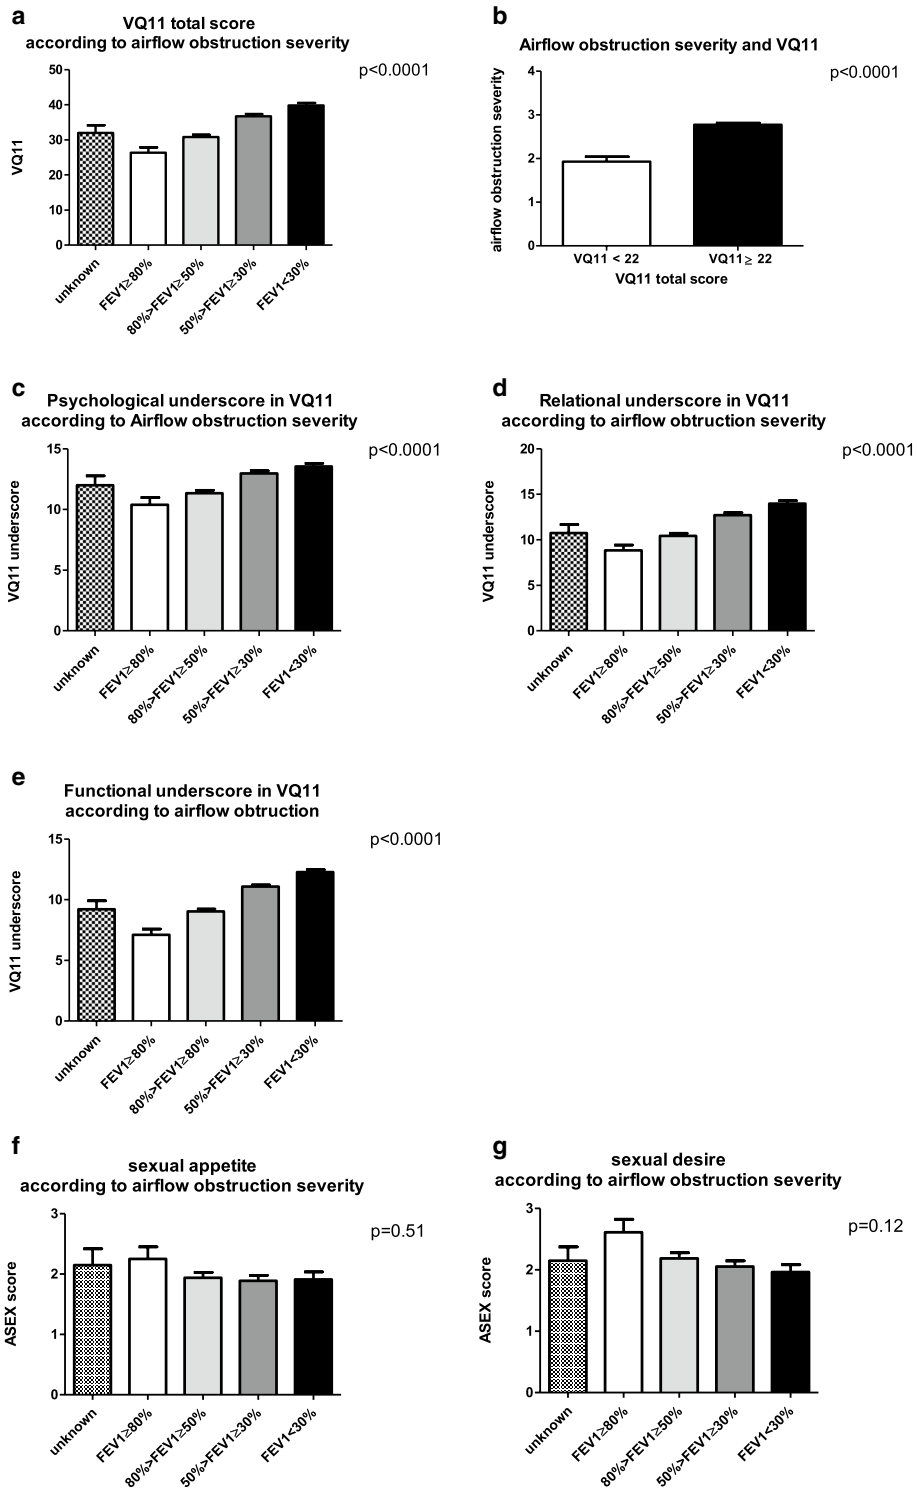 a
VQ11 total score
according to airflow obstruction severity
p<0.0001
VQ11
50
40
30
20
10
0
unknown
FEV1≥80%
80%>FEV1≥50%
50%>FEV1≥30%
FEV1<30%
b
Airflow obstruction severity and VQ11
p<0.0001
airflow obstruction severity
4
3
2
1
0
VQ11 < 22
VQ11 ≥ 22
VQ11 total score
c
Psychological underscore in VQ11
according to Airflow obstruction severity
p<0.0001
VQ11 underscore
15
10
5
0
unknown
FEV1≥80%
80%>FEV1≥50%
50%>FEV1≥30%
FEV1<30%
d
Relational underscore in VQ11
according to airflow obtruction severity
p<0.0001
VQ11 underscore
20
15
10
5
0
unknown
FEV1≥80%
80%>FEV1≥50%
50%>FEV1≥30%
FEV1<30%
e
Functional underscore in VQ11
according to airflow obtruction
p<0.0001
VQ11 underscore
15
10
5
0
unknown
FEV1≥80%
80%>FEV1≥80%
50%>FEV1≥30%
FEV1<30%
f
sexual appetite
according to airflow obstruction severity
p=0.51
ASEX score
3
2
1
0
unknown
FEV1≥80%
80%>FEV1≥50%
50%>FEV1≥30%
FEV1<30%
g
sexual desire
according to airflow obstruction severity
p=0.12
ASEX score
3
2
1
0
unknown
FEV1≥80%
80%>FEV1≥50%
50%>FEV1≥30%
FEV1<30%